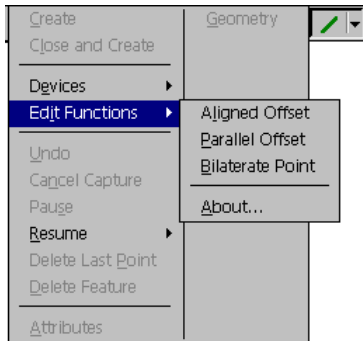 Create
Close and Create
Devices
Edit Functions
Undo
Cancel Capture
Pause
Resume
Delete Last Point
Delete Feature
Attributes
Geometry
Aligned Offset
Parallel Offset
Bilaterate Point
About...